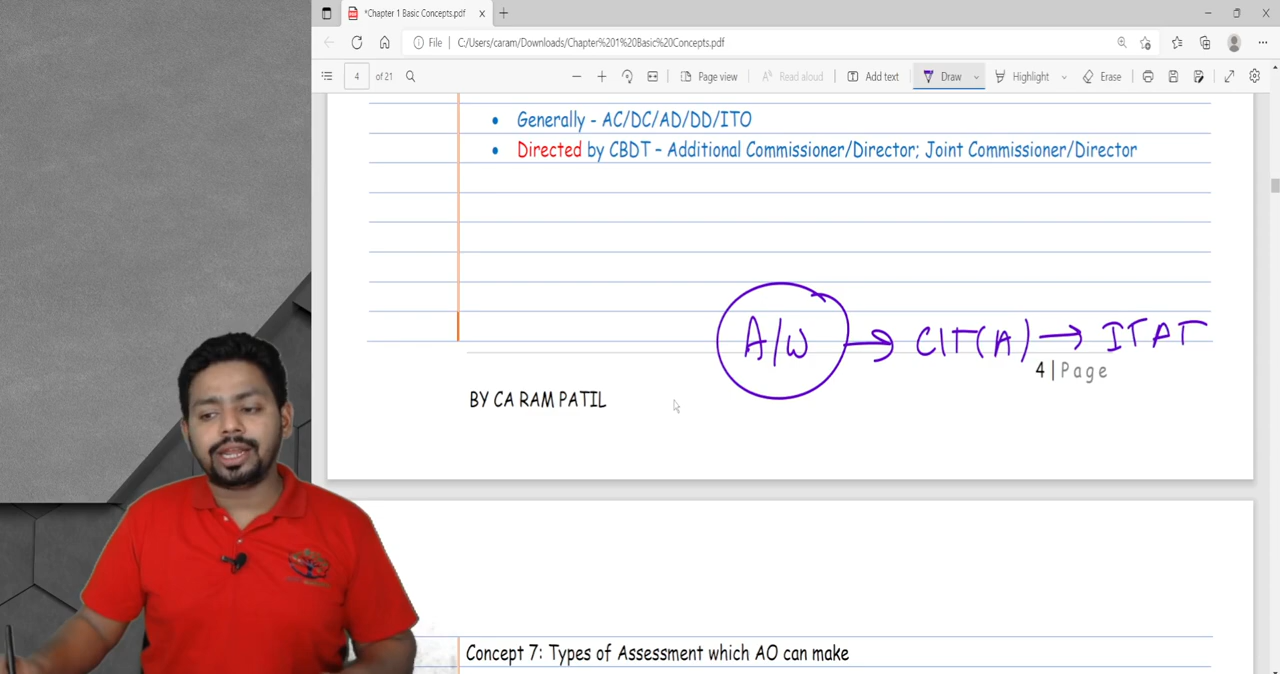 *Chapter 1 Basic Concepts.pdf
File C:/Users/caram/Downloads/Chapter%201%20Basic%20Concepts.pdf
4 of 21 Page view Read aloud Add text Draw Highlight Erase
• Generally - AC/DC/AD/DD/ITO
• Directed by CBDT – Additional Commissioner/Director; Joint Commissioner/Director
A/W → CIT(A) → ITAT
4 | Page
BY CA RAM PATIL
Concept 7: Types of Assessment which AO can make